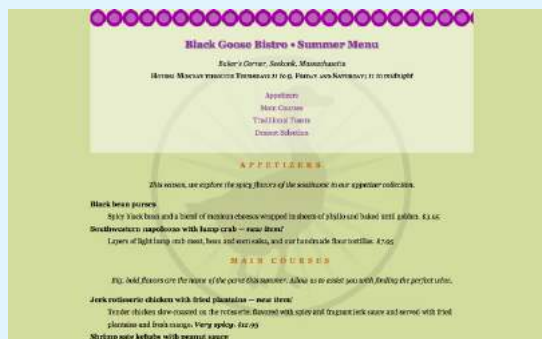 Black Goose Bistro • Summer Menu
Baker's Corner, Seekonk, Massachusetts
Hours: Monday through Thursday: 11 to 9, Friday and Saturday; 11 to midnight
Appetizers
Main Courses
Traditional Toasts
Dessert Selection
APPETIZERS
This season, we explore the spicy flavors of the southwest in our appetizer collection.
Black bean purses
Spicy black bean and a blend of mexican cheeses wrapped in sheets of phyllo and baked until golden. $3.95
Southwestern napoleons with lump crab — new item!
Layers of light lump crab meat, bean and corn salsa, and our handmade flour tortillas. $7.95
MAIN COURSES
Big, bold flavors are the name of the game this summer. Allow us to assist you with finding the perfect wine.
Jerk rotisserie chicken with fried plantains — new item!
Tender chicken slow-roasted on the rotisserie, flavored with spicy and fragrant jerk sauce and served with fried
plantains and fresh mango. Very spicy. $12.95
Shrimp sate kebabs with peanut sauce